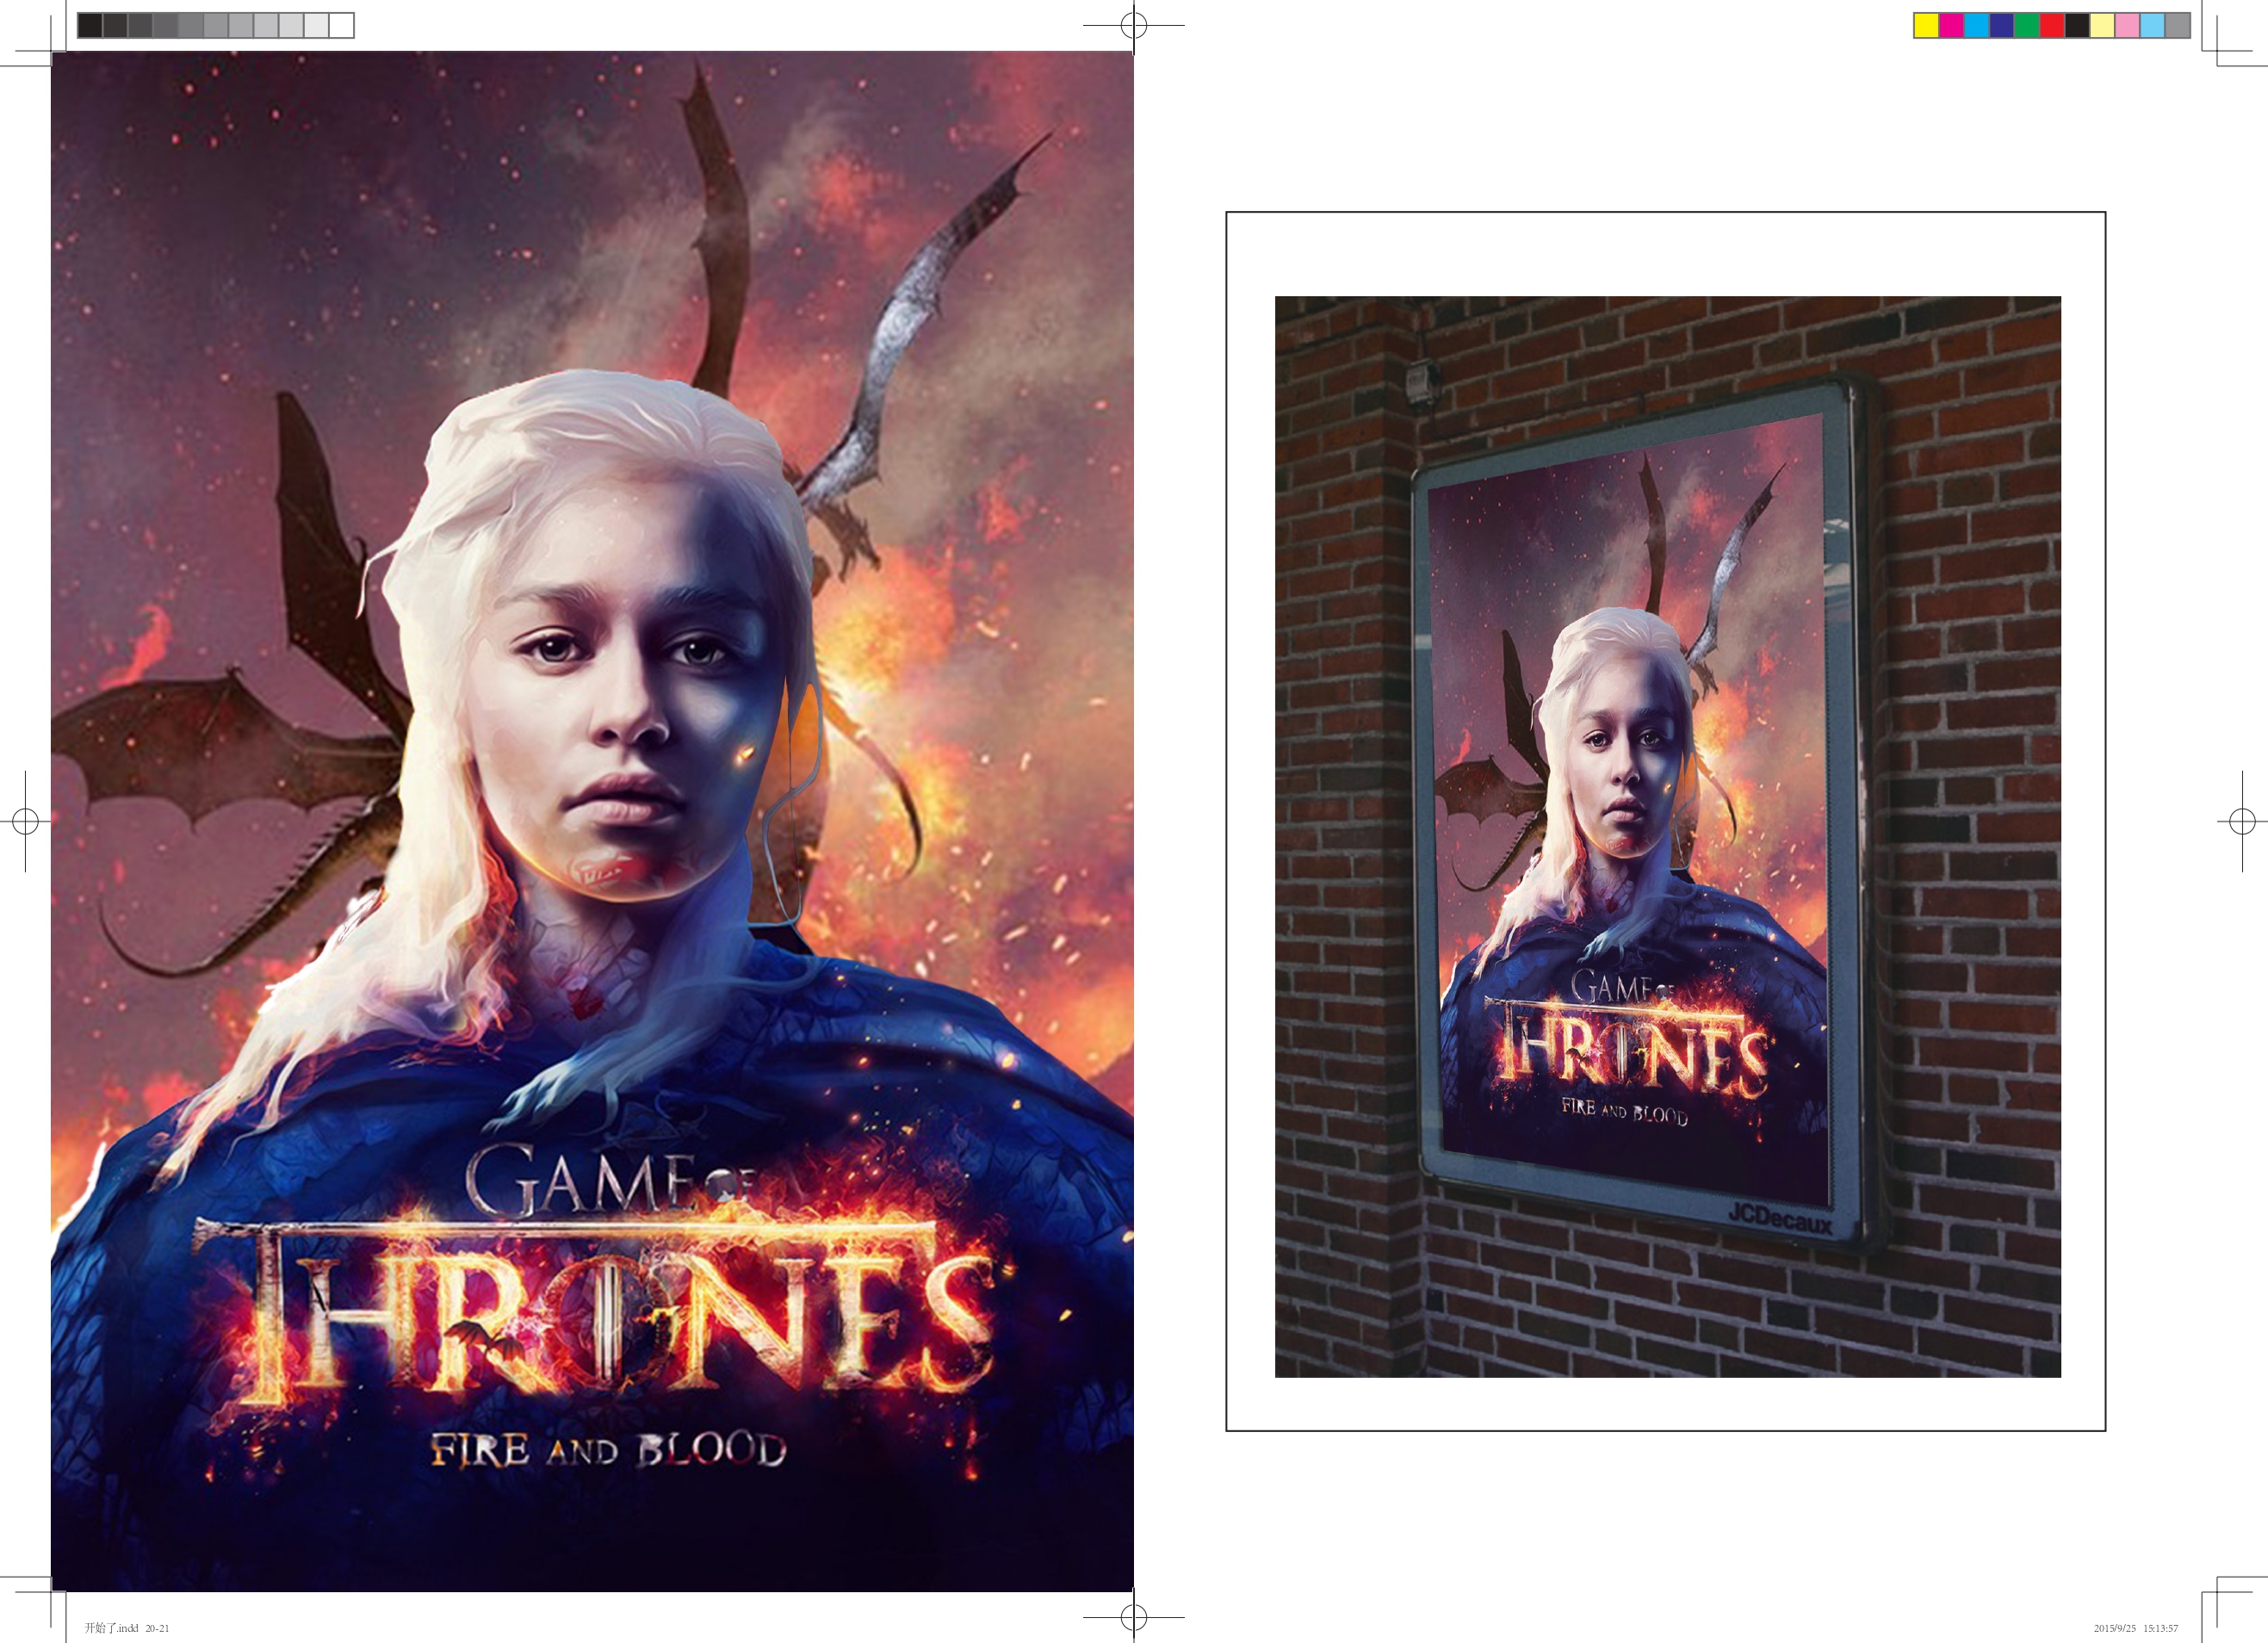 GAME OF
THRONES
FIRE AND BLOOD
GAME OF
THRONES
FIRE AND BLOOD
JCDecaux
开始了.indd 20-21
2015/9/25 15:13:57